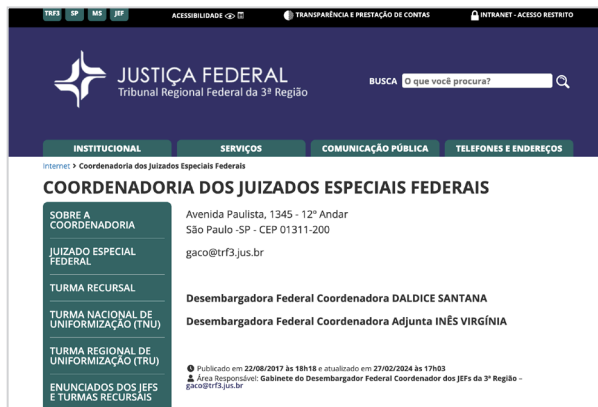 TRF3 SP MS JEF ACESSIBILIDADE TRANSPARÊNCIA E PRESTAÇÃO DE CONTAS INTRANET - ACESSO RESTRITO
JUSTIÇA FEDERAL
Tribunal Regional Federal da 3ª Região
BUSCA O que você procura?
INSTITUCIONAL SERVIÇOS COMUNICAÇÃO PÚBLICA TELEFONES E ENDEREÇOS
Internet > Coordenadoria dos Juizados Especiais Federais
COORDENADORIA DOS JUIZADOS ESPECIAIS FEDERAIS
SOBRE A
COORDENADORIA
JUIZADO ESPECIAL
FEDERAL
TURMA RECURSAL
TURMA NACIONAL DE
UNIFORMIZAÇÃO (TNU)
TURMA REGIONAL DE
UNIFORMIZAÇÃO (TRU)
ENUNCIADOS DOS JEFS
E TURMAS RECURSAIS
Avenida Paulista, 1345 - 12º Andar
São Paulo -SP - CEP 01311-200
gaco@trf3.jus.br
Desembargadora Federal Coordenadora DALDICE SANTANA
Desembargadora Federal Coordenadora Adjunta INÊS VIRGÍNIA
Publicado em 22/08/2017 às 18h18 e atualizado em 27/02/2024 às 17h03
Área Responsável: Gabinete do Desembargador Federal Coordenador dos JEFs da 3ª Região –
gaco@trf3.jus.br